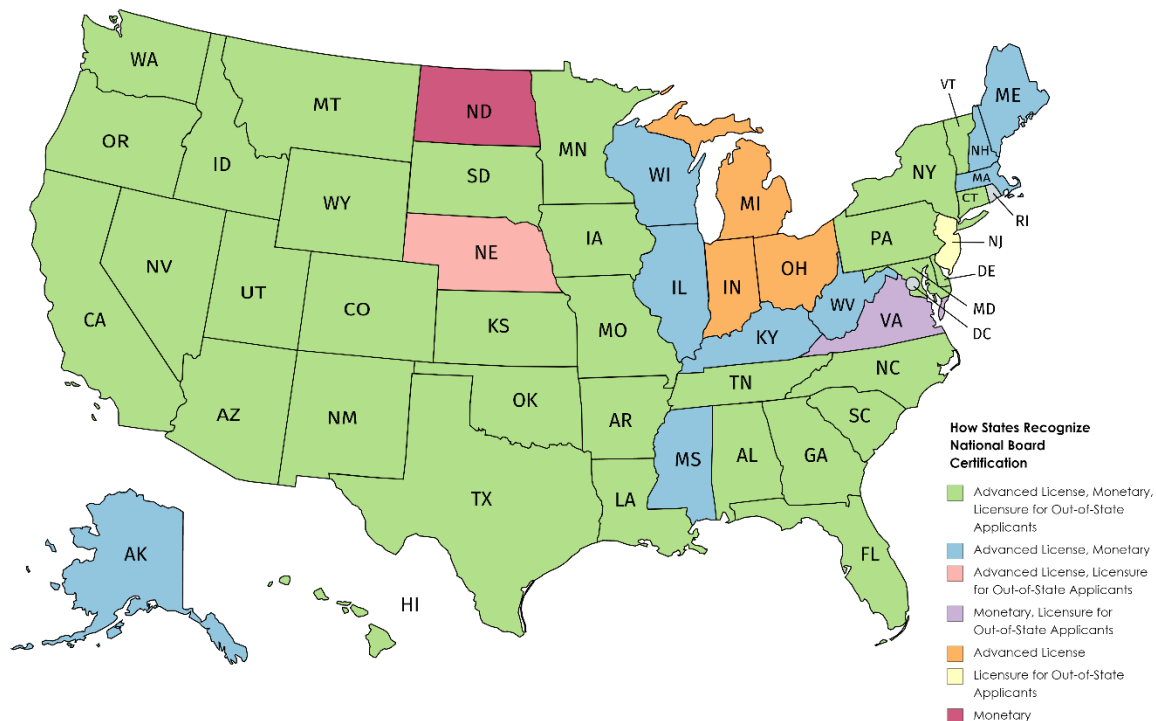 WA
MT
ND
MN
VT
ME
OR
ID
WY
SD
WI
MI
NY
NH
MA
CT
RI
NV
UT
CO
NE
IA
IL
IN
OH
PA
NJ
DE
MD
DC
CA
KS
MO
KY
WV
VA
AZ
NM
OK
AR
TN
NC
SC
TX
LA
MS
AL
GA
FL
AK
HI
How States Recognize
National Board
Certification
Advanced License, Monetary,
Licensure for Out-of-State
Applicants
Advanced License, Monetary
Advanced License, Licensure
for Out-of-State Applicants
Monetary, Licensure for
Out-of-State Applicants
Advanced License
Licensure for Out-of-State
Applicants
Monetary